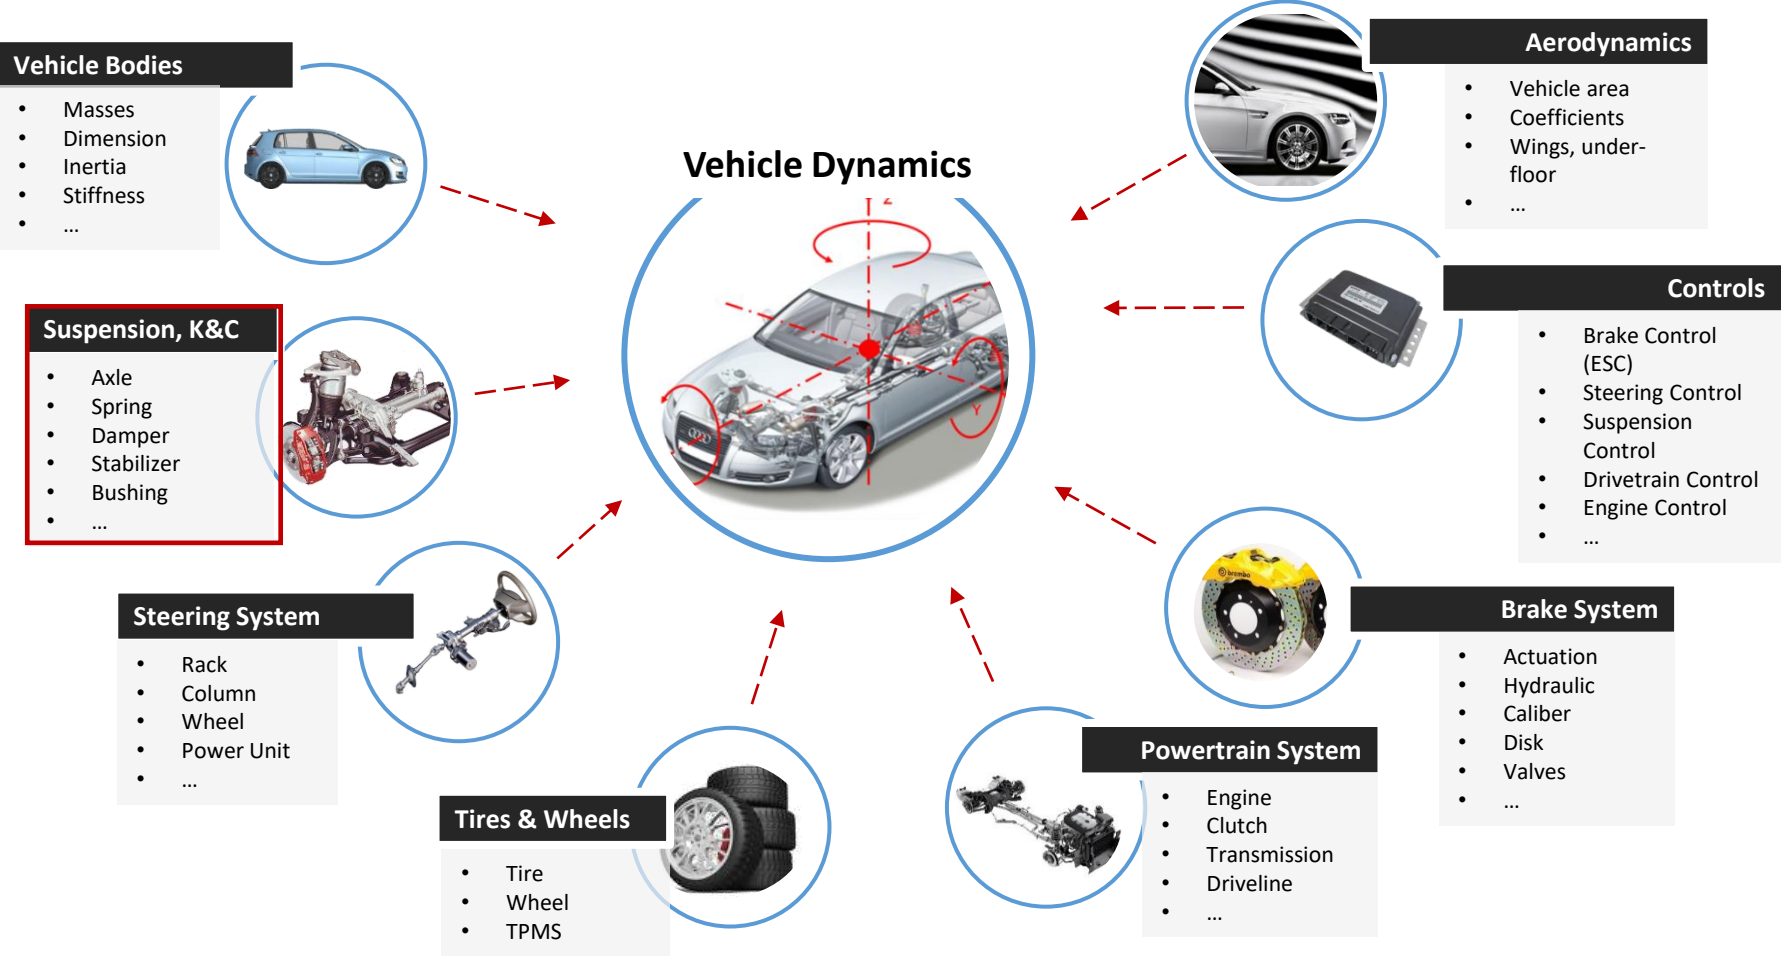 Vehicle Dynamics
Z
Y
Vehicle Bodies
• Masses
• Dimension
• Inertia
• Stiffness
• ...
Suspension, K&C
• Axle
• Spring
• Damper
• Stabilizer
• Bushing
• ...
Steering System
• Rack
• Column
• Wheel
• Power Unit
• ...
Tires & Wheels
• Tire
• Wheel
• TPMS
Powertrain System
• Engine
• Clutch
• Transmission
• Driveline
• ...
Brake System
• Actuation
• Hydraulic
• Caliber
• Disk
• Valves
• ...
brembo
Controls
• Brake Control
(ESC)
• Steering Control
• Suspension
Control
• Drivetrain Control
• Engine Control
• ...
Aerodynamics
• Vehicle area
• Coefficients
• Wings, under-
floor
• ...